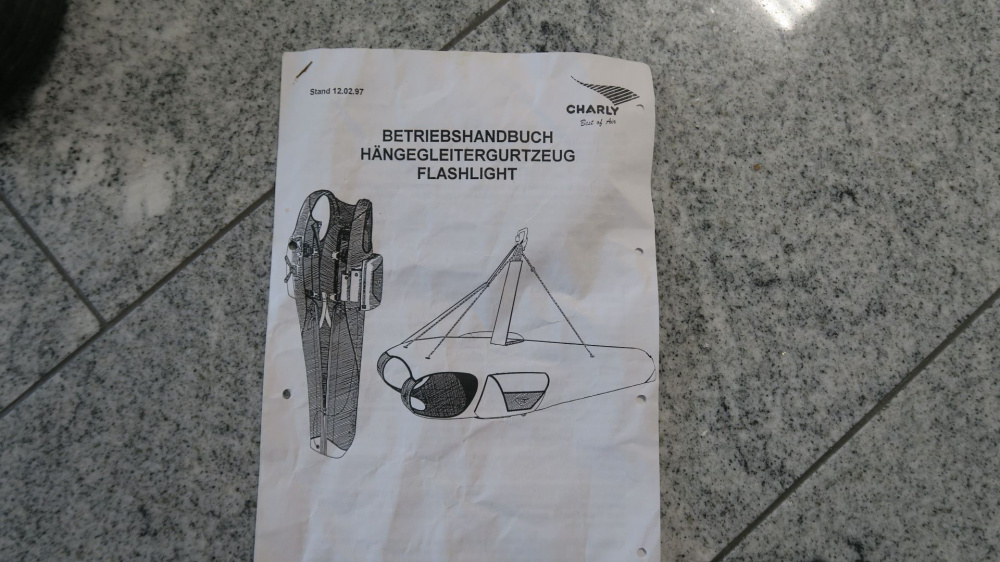 Stand 12.02.97
CHARLY
Best of Air
BETRIEBSHANDBUCH
HÄNGEGLEITERGURTZEUG
FLASHLIGHT